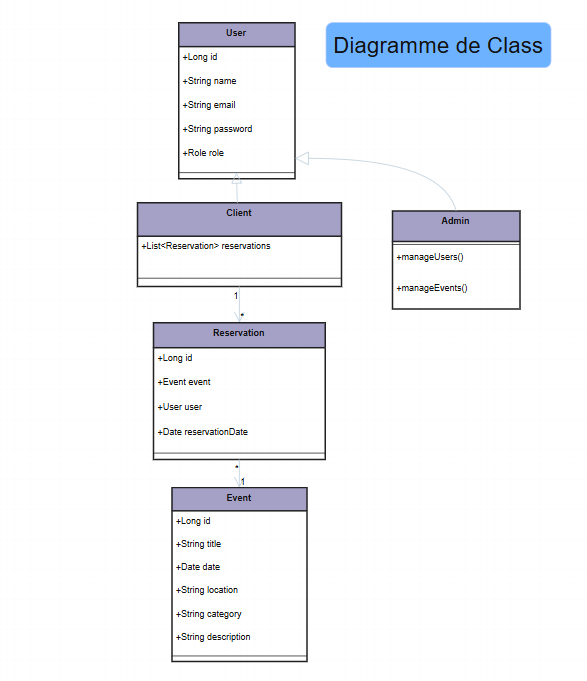 Diagramme de Class
User
+Long id
+String name
+String email
+String password
+Role role
Client
+List<Reservation> reservations
Admin
+manageUsers()
+manageEvents()
1
*
Reservation
+Long id
+Event event
+User user
+Date reservationDate
*
1
Event
+Long id
+String title
+Date date
+String location
+String category
+String description